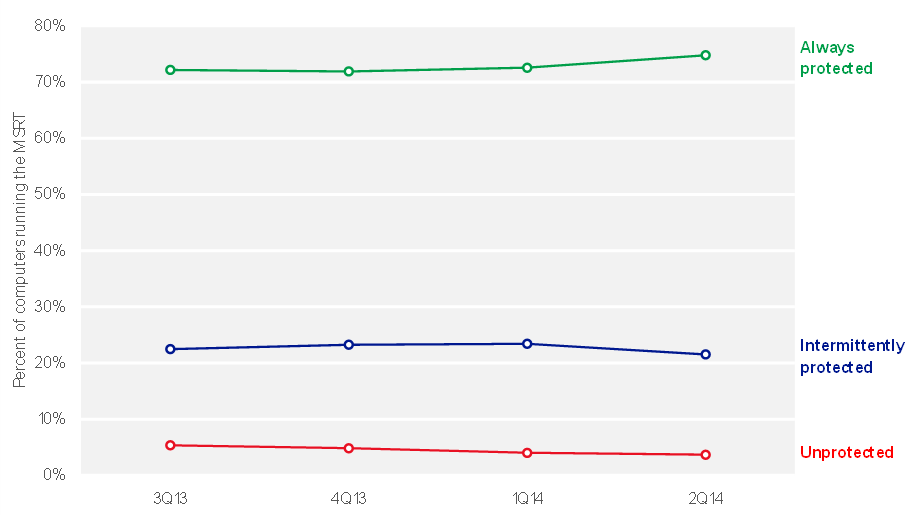 80%
70%
60%
50%
40%
30%
20%
10%
0%
Percent of computers running the MSRT
3Q13 4Q13 1Q14 2Q14
Always
protected
Intermittently
protected
Unprotected